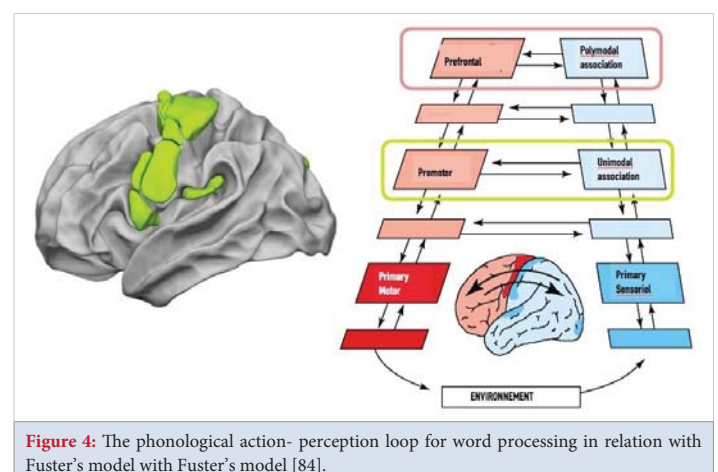 Prefrontal
Polymodal
association
Premotor
Unimodal
association
Primary
Motor
Primary
Sensoriel
ENVIRONNEMENT
Figure 4: The phonological action- perception loop for word processing in relation with
Fuster's model with Fuster's model [84].